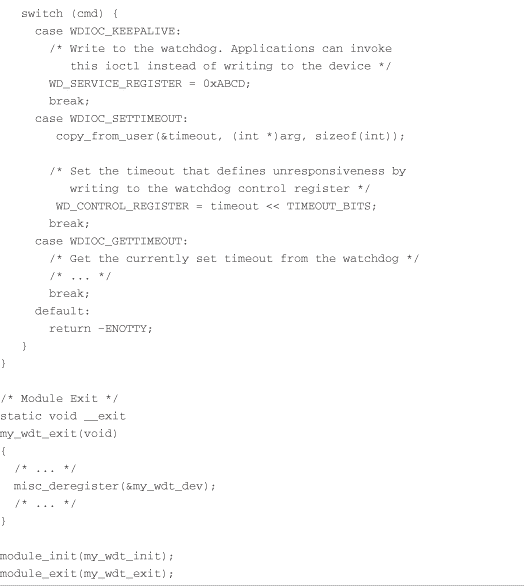 switch (cmd) {
case WDIOC_KEEPALIVE:
/* Write to the watchdog. Applications can invoke
this ioctl instead of writing to the device */
WD_SERVICE_REGISTER = 0xABCD;
break;
case WDIOC_SETTIMEOUT:
copy_from_user(&timeout, (int *)arg, sizeof(int));
/* Set the timeout that defines unresponsiveness by
writing to the watchdog control register */
WD_CONTROL_REGISTER = timeout << TIMEOUT_BITS;
break;
case WDIOC_GETTIMEOUT:
/* Get the currently set timeout from the watchdog */
/* ... */
break;
default:
return -ENOTTY;
}
}
/* Module Exit */
static void __exit
my_wdt_exit(void)
{
/* ... */
misc_deregister(&my_wdt_dev);
/* ... */
}
module_init(my_wdt_init);
module_exit(my_wdt_exit);